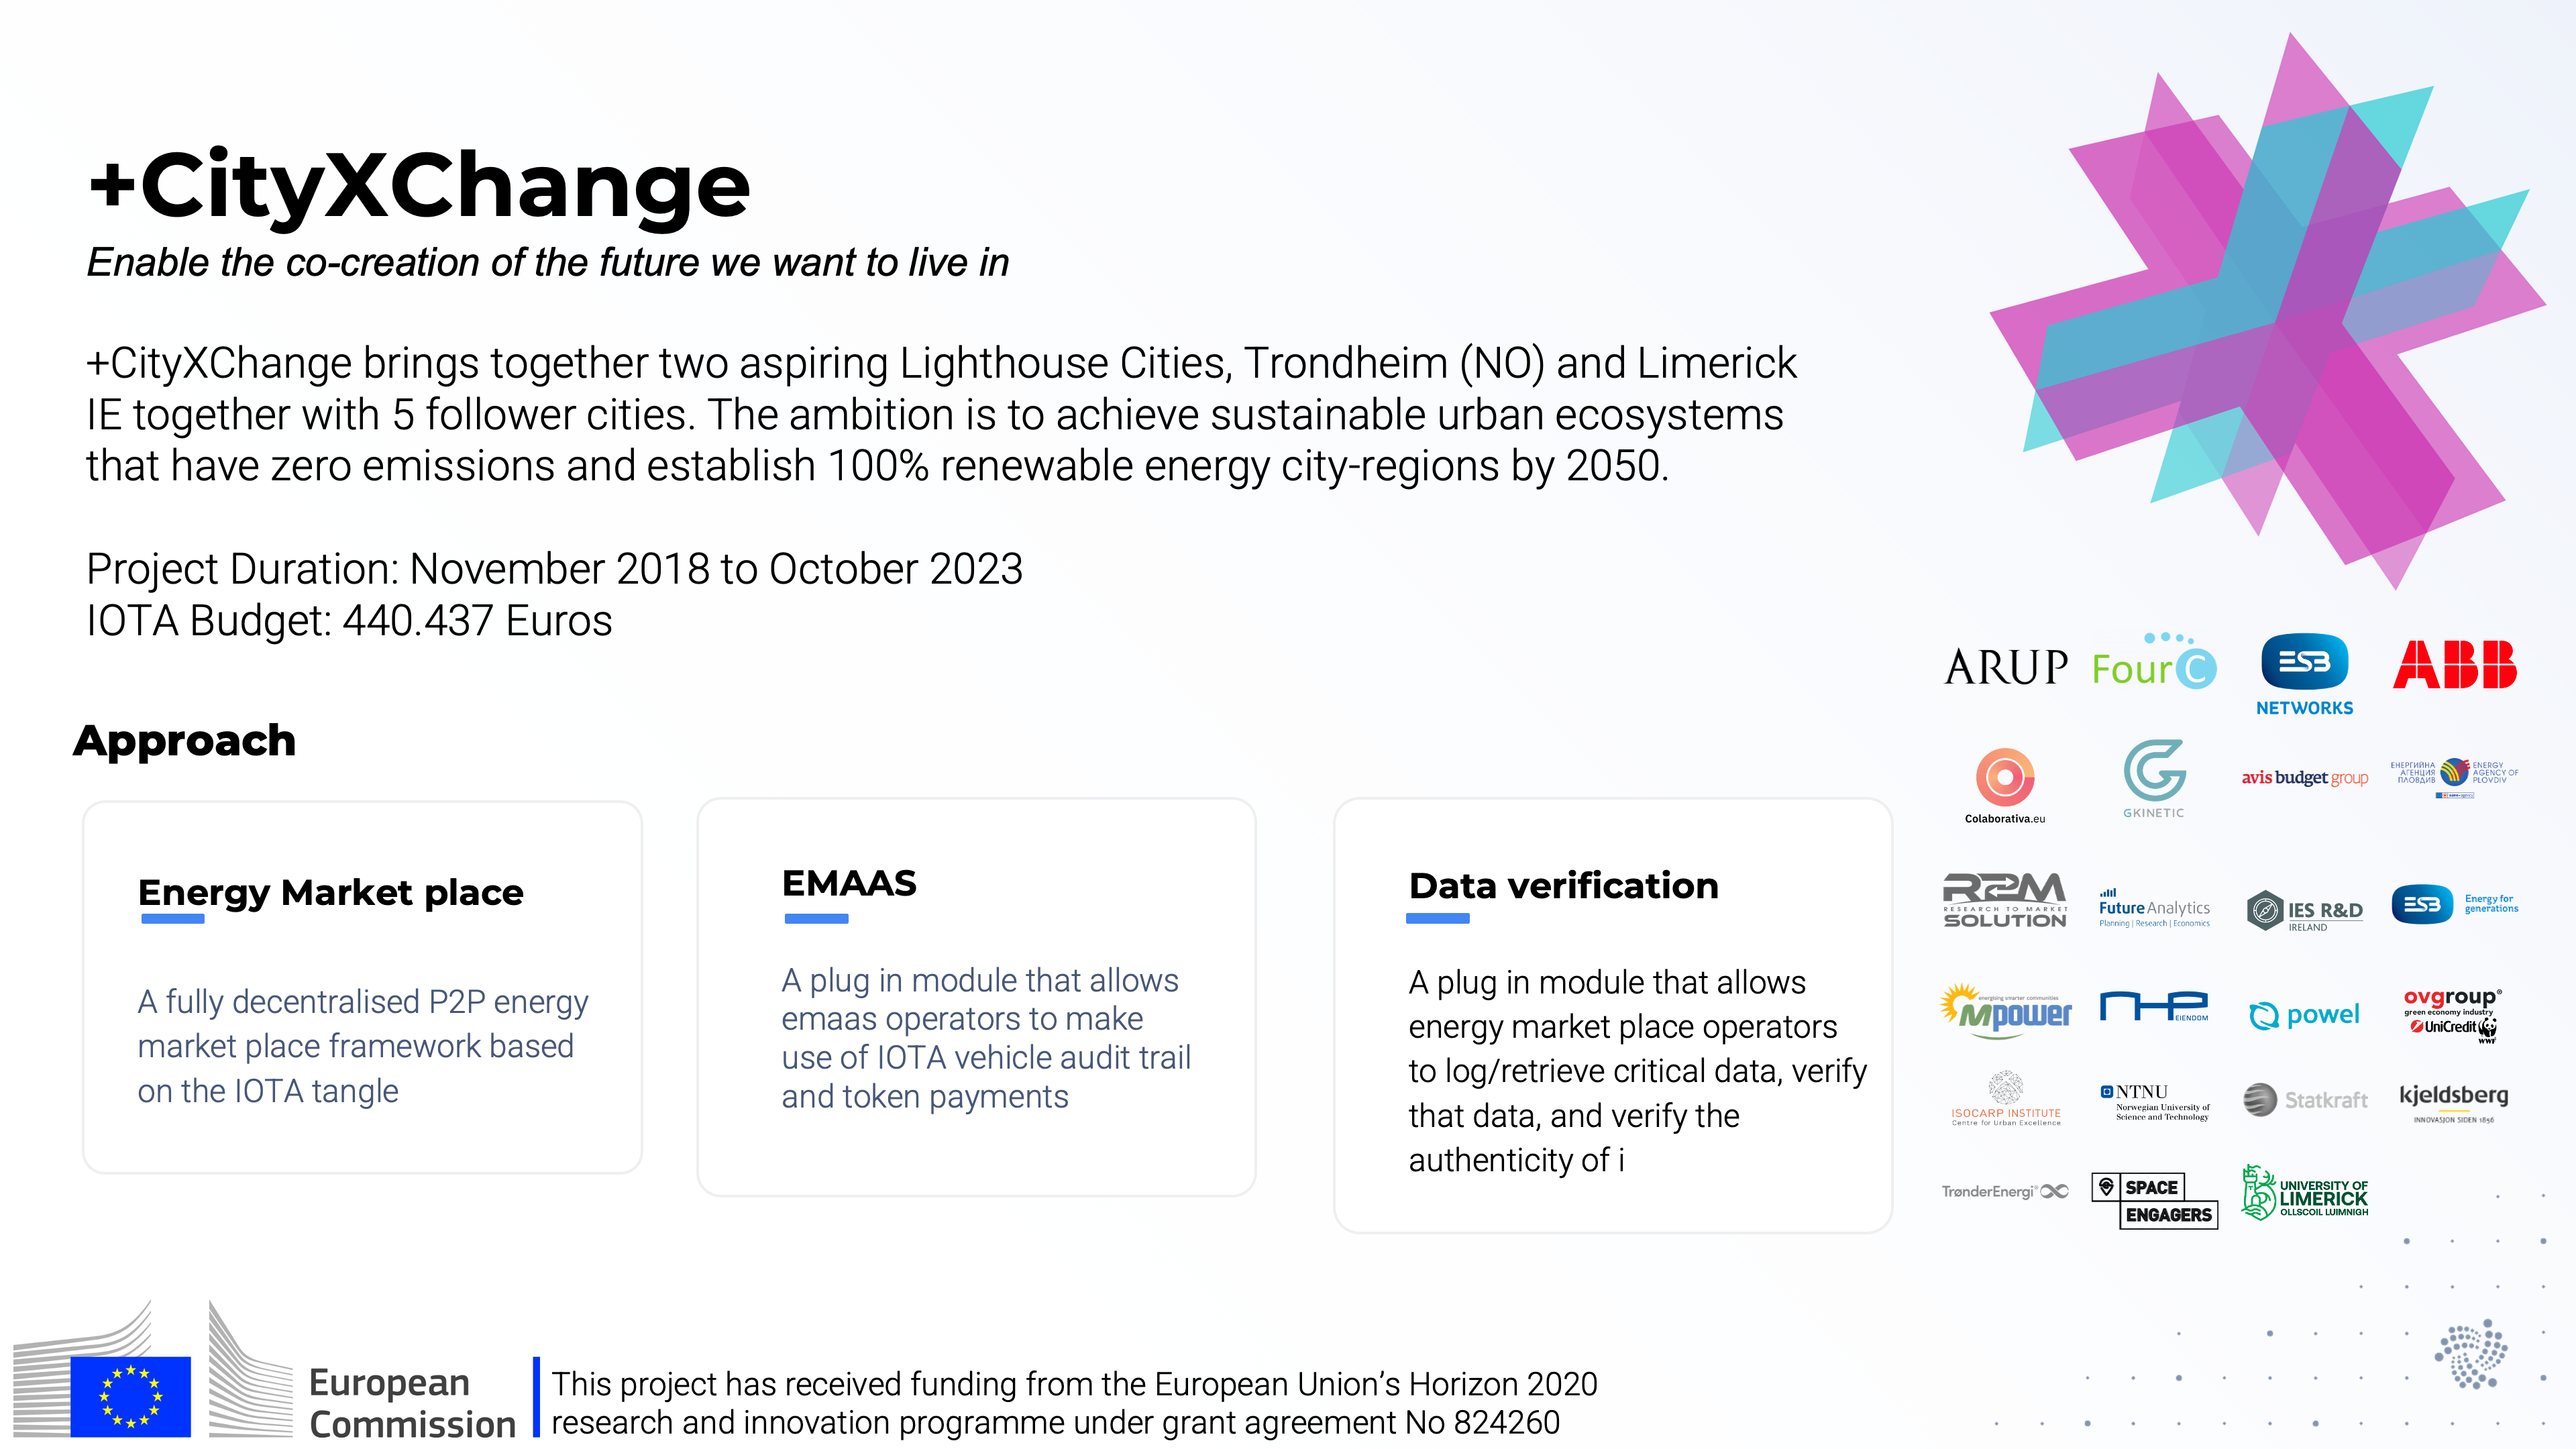 +CityXChange
Enable the co-creation of the future we want to live in
+CityXChange brings together two aspiring Lighthouse Cities, Trondheim (NO) and Limerick
IE together with 5 follower cities. The ambition is to achieve sustainable urban ecosystems
that have zero emissions and establish 100% renewable energy city-regions by 2050.
Project Duration: November 2018 to October 2023
IOTA Budget: 440.437 Euros
Approach
Energy Market place
A fully decentralised P2P energy
market place framework based
on the IOTA tangle
EMAAS
A plug in module that allows
emaas operators to make
use of IOTA vehicle audit trail
and token payments
Data verification
A plug in module that allows
energy market place operators
to log/retrieve critical data, verify
that data, and verify the
authenticity of i
ARUP
FourC
ESB
NETWORKS
ABB
Colaborativa.eu
GKINETIC
avis budget group
ЕНЕРГИЙНА
АГЕНЦИЯ
ПЛОВДИВ
ENERGY
AGENCY OF
PLOVDIV
R2M
RESEARCH TO MARKET
SOLUTION
Future Analytics
Planning | Research | Economics
IES R&D
IRELAND
ESB
Energy for
generations
energising smarter communities
Mpower
NHP
EIENDOM
powel
ovgroup®
green economy industry
UniCredit
WWF
ISOCARP INSTITUTE
Centre for Urban Excellence
NTNU
Norwegian University of
Science and Technology
Statkraft
kjeldsberg
INNOVASJON SIDEN 1856
TrønderEnergi
SPACE
ENGAGERS
UNIVERSITY OF
LIMERICK
OLLSCOIL LUIMNIGH
European
Commission
This project has received funding from the European Union's Horizon 2020
research and innovation programme under grant agreement No 824260